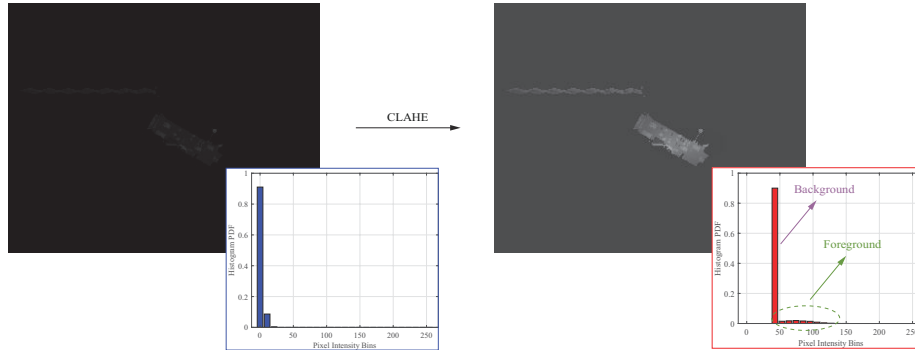 CLAHE
1
0.8
0.6
0.4
0.2
0
Histogram PDF
0 50 100 150 200 250
Pixel Intensity Bins
1
0.8
0.6
0.4
0.2
0
Histogram PDF
Background
Foreground
0 50 100 150 200 250
Pixel Intensity Bins